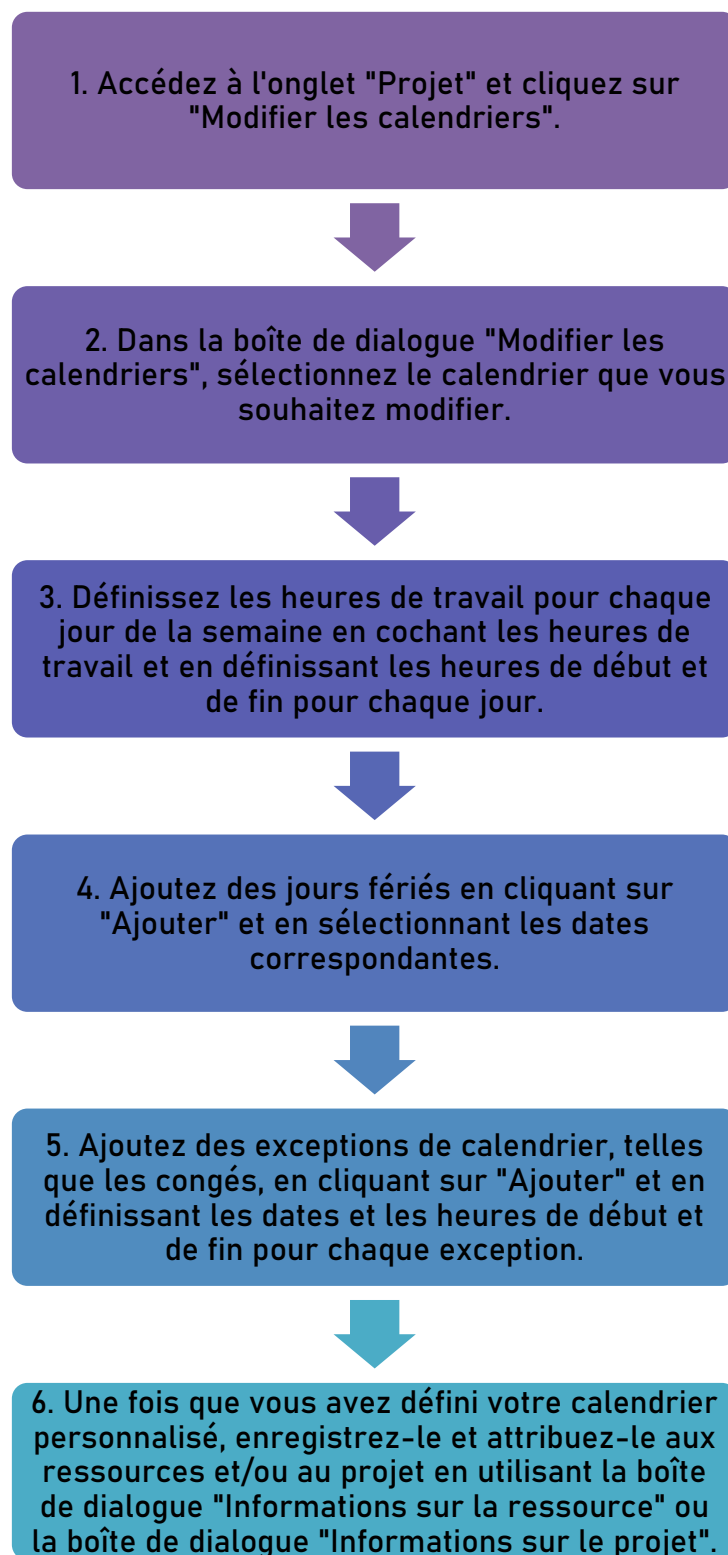 1. Accédez à l'onglet "Projet" et cliquez sur
"Modifier les calendriers".
2. Dans la boîte de dialogue "Modifier les
calendriers", sélectionnez le calendrier que vous
souhaitez modifier.
3. Définissez les heures de travail pour chaque
jour de la semaine en cochant les heures de
travail et en définissant les heures de début et
de fin pour chaque jour.
4. Ajoutez des jours fériés en cliquant sur
"Ajouter" et en sélectionnant les dates
correspondantes.
5. Ajoutez des exceptions de calendrier, telles
que les congés, en cliquant sur "Ajouter" et en
définissant les dates et les heures de début et
de fin pour chaque exception.
6. Une fois que vous avez défini votre calendrier
personnalisé, enregistrez-le et attribuez-le aux
ressources et/ou au projet en utilisant la boîte
de dialogue "Informations sur la ressource" ou
la boîte de dialogue "Informations sur le projet".